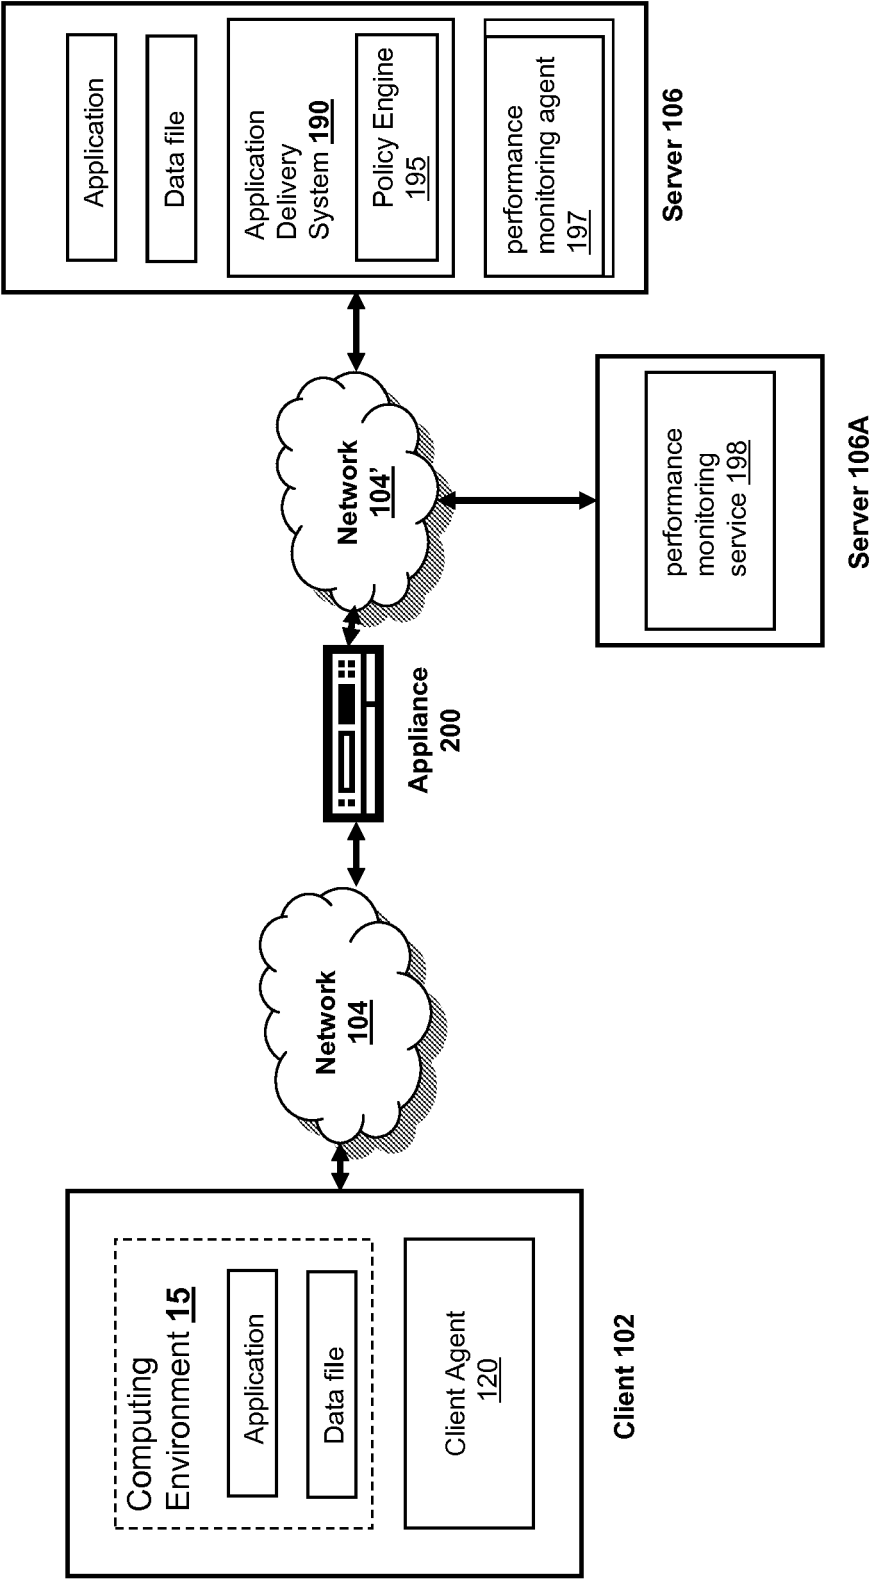 Computing
Environment 15
Application
Data file
Client Agent
120
Client 102
Network
104
Appliance
200
Network
104’
performance
monitoring
service 198
Server 106A
Application
Data file
Application
Delivery
System 190
Policy Engine
195
performance
monitoring agent
197
Server 106